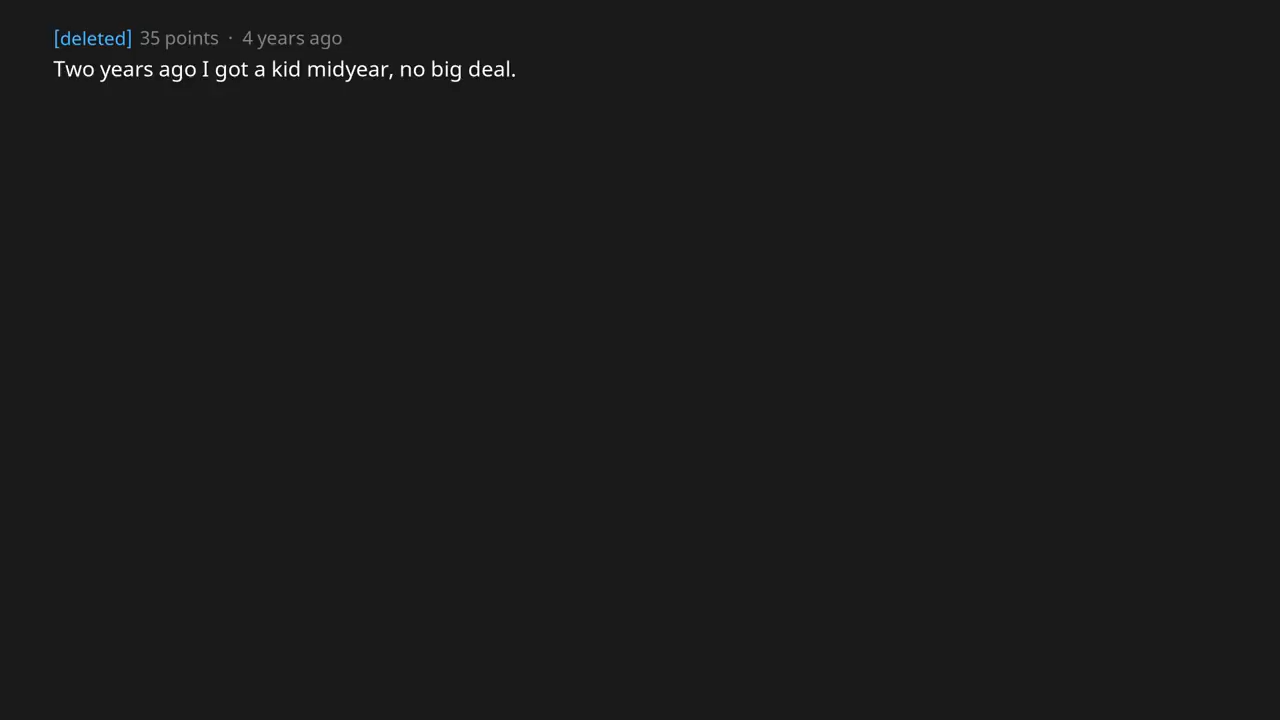 [deleted] 35 points · 4 years ago
Two years ago I got a kid midyear, no big deal.